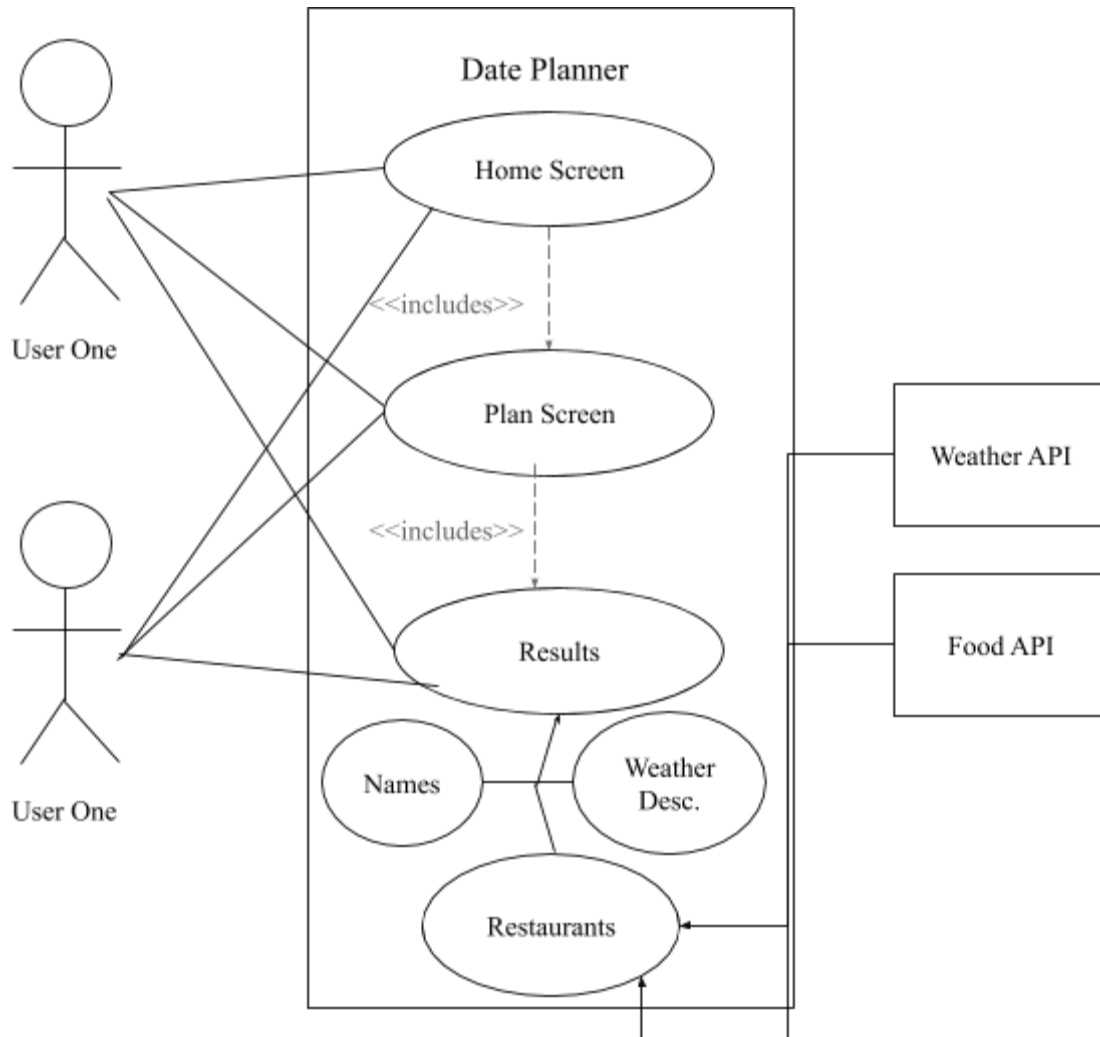 Date Planner
Home Screen
<<includes>>
User One
Plan Screen
Weather API
<<includes>>
Food API
Results
Names
Weather
Desc.
User One
Restaurants